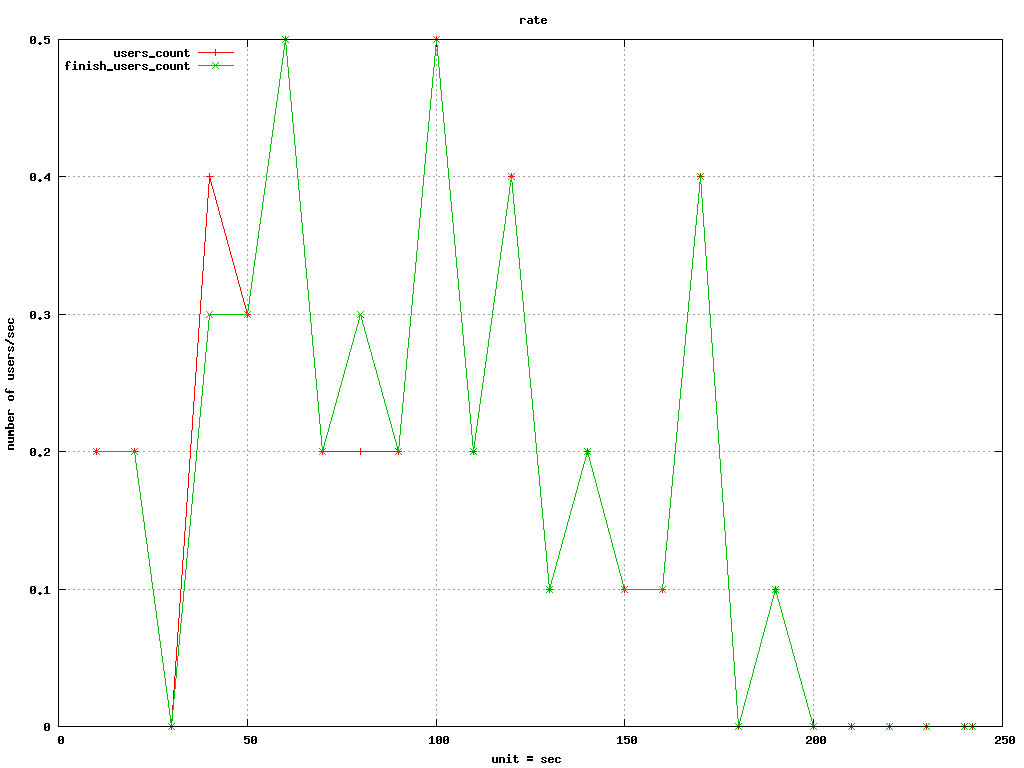 rate
users_count
finish_users_count
0.5
0.4
0.3
0.2
0.1
0
number of users/sec
0 50 100 150 200 250
unit = sec